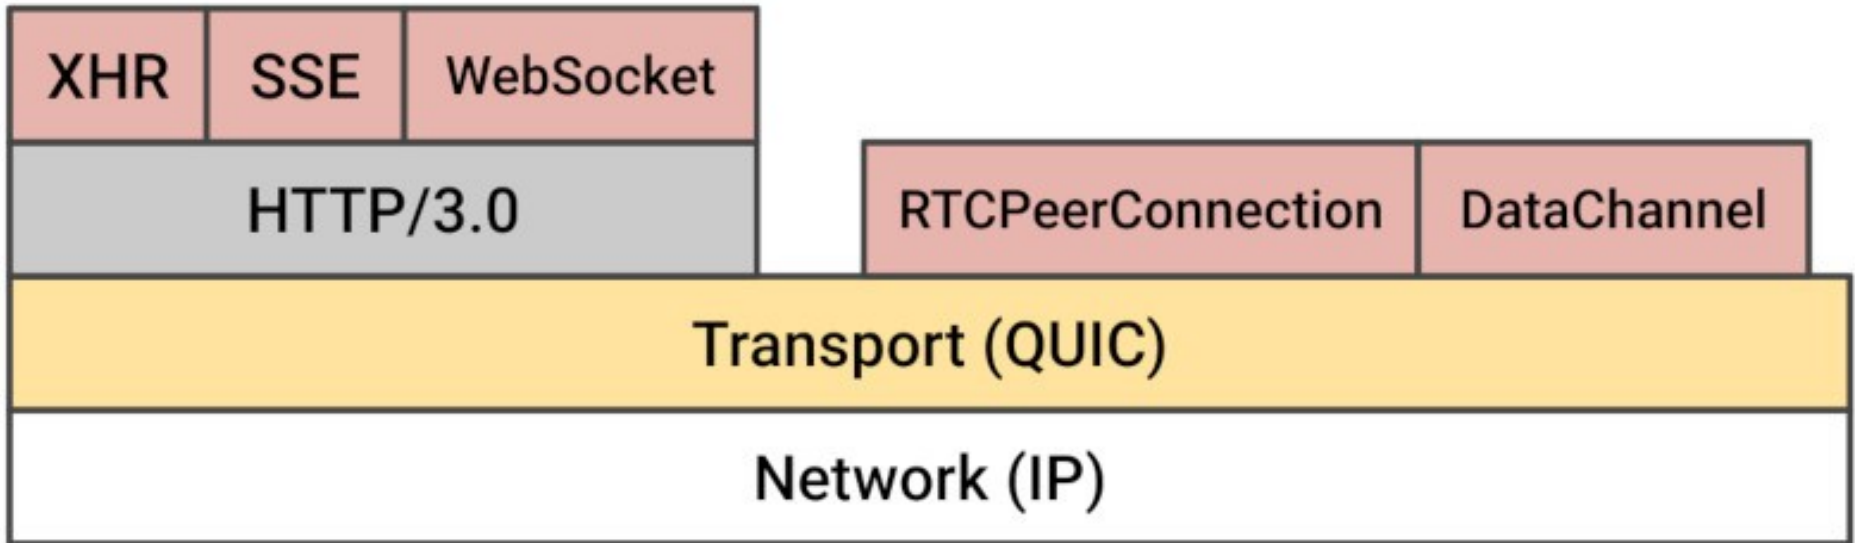 XHR
SSE
WebSocket
HTTP/3.0
RTCPeerConnection
DataChannel
Transport (QUIC)
Network (IP)